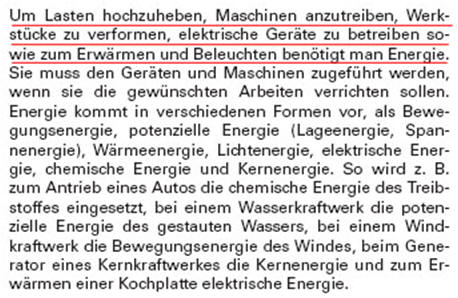 Um Lasten hochzuheben, Maschinen anzutreiben, Werk-
stücke zu verformen, elektrische Geräte zu betreiben so-
wie zum Erwärmen und Beleuchten benötigt man Energie.
Sie muss den Geräten und Maschinen zugeführt werden,
wenn sie die gewünschten Arbeiten verrichten sollen.
Energie kommt in verschiedenen Formen vor, als Bewe-
gungsenergie, potenzielle Energie (Lageenergie, Span-
nenergie), Wärmeenergie, Lichtenergie, elektrische Ener-
gie, chemische Energie und Kernenergie. So wird z. B.
zum Antrieb eines Autos die chemische Energie des Treib-
stoffes eingesetzt, bei einem Wasserkraftwerk die poten-
zielle Energie des gestauten Wassers, bei einem Wind-
kraftwerk die Bewegungsenergie des Windes, beim Gene-
rator eines Kernkraftwerkes die Kernenergie und zum Er-
wärmen einer Kochplatte elektrische Energie.